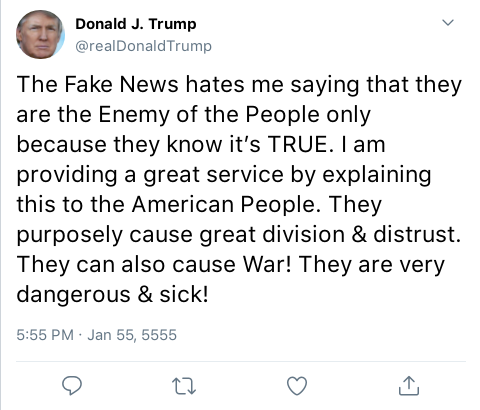 Donald J. Trump
@realDonaldTrump
The Fake News hates me saying that they
are the Enemy of the People only
because they know it’s TRUE. I am
providing a great service by explaining
this to the American People. They
purposely cause great division & distrust.
They can also cause War! They are very
dangerous & sick!
5:55 PM · Jan 55, 5555